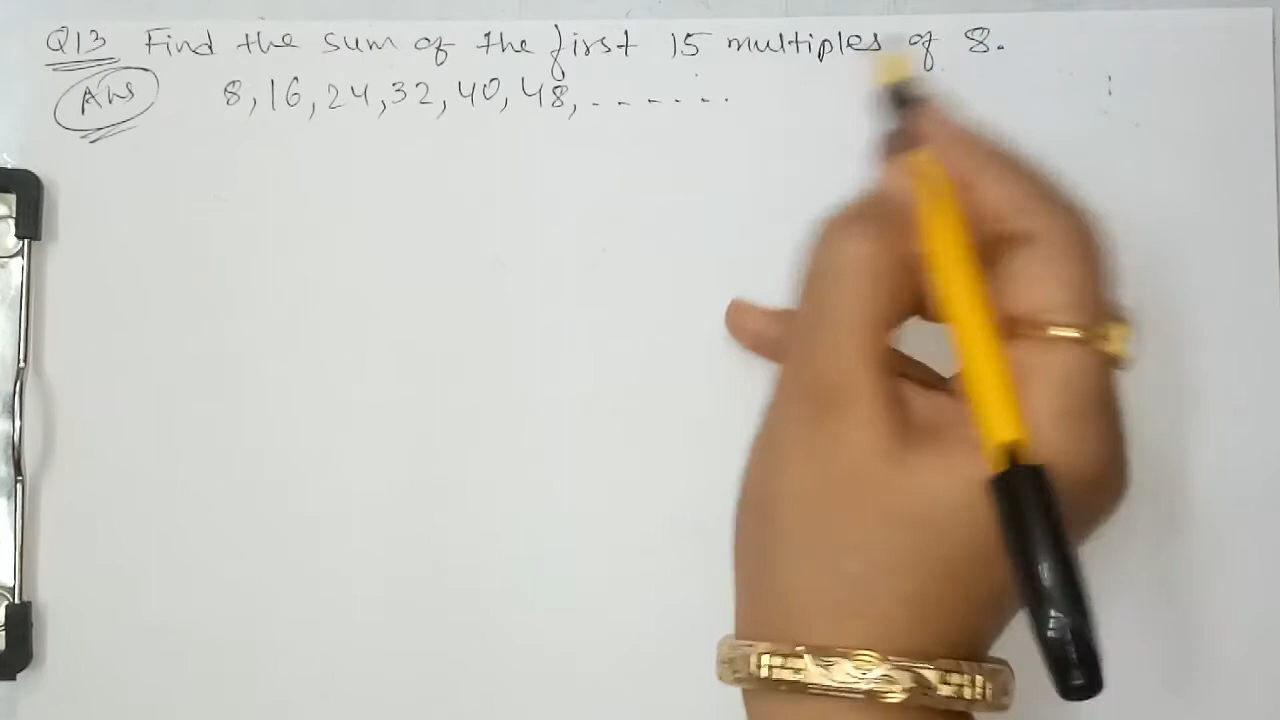 Q13 Find the sum of the first 15 multiples of 8.
Ans 8, 16, 24, 32, 40, 48, .......